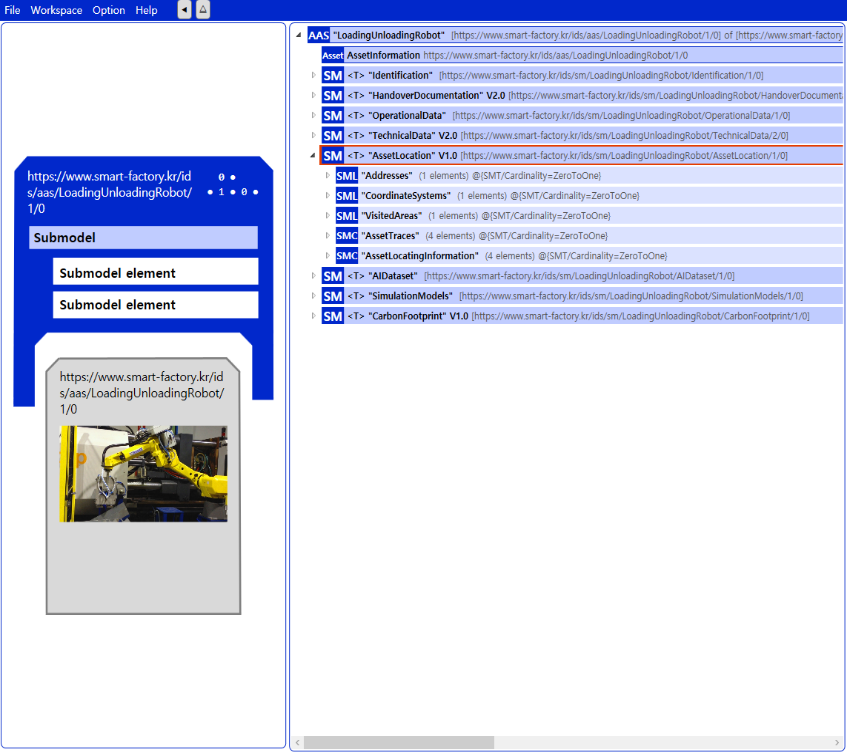 File Workspace Option Help
https://www.smart-factory.kr/id
s/aas/LoadingUnloadingRobot/
1/0
0
1 0
Submodel
Submodel element
Submodel element
https://www.smart-factory.kr/id
s/aas/LoadingUnloadingRobot/
1/0
AAS "LoadingUnloadingRobot" [https://www.smart-factory.kr/ids/aas/LoadingUnloadingRobot/1/0] of [https://www.smart-factory
Asset AssetInformation https://www.smart-factory.kr/ids/aas/LoadingUnloadingRobot/1/0
SM <T> "Identification" [https://www.smart-factory.kr/ids/sm/LoadingUnloadingRobot/Identification/1/0]
SM <T> "HandoverDocumentation" V2.0 [https://www.smart-factory.kr/ids/sm/LoadingUnloadingRobot/HandoverDocumenta
SM <T> "OperationalData" [https://www.smart-factory.kr/ids/sm/LoadingUnloadingRobot/OperationalData/1/0]
SM <T> "TechnicalData" V2.0 [https://www.smart-factory.kr/ids/sm/LoadingUnloadingRobot/TechnicalData/2/0]
SM <T> "AssetLocation" V1.0 [https://www.smart-factory.kr/ids/sm/LoadingUnloadingRobot/AssetLocation/1/0]
SML "Addresses" (1 elements) @{SMT/Cardinality=ZeroToOne}
SML "CoordinateSystems" (1 elements) @{SMT/Cardinality=ZeroToOne}
SML "VisitedAreas" (1 elements) @{SMT/Cardinality=ZeroToOne}
SMC "AssetTraces" (4 elements) @{SMT/Cardinality=ZeroToOne}
SMC "AssetLocatingInformation" (4 elements) @{SMT/Cardinality=ZeroToOne}
SM <T> "AIDataset" [https://www.smart-factory.kr/ids/sm/LoadingUnloadingRobot/AIDataset/1/0]
SM <T> "SimulationModels" [https://www.smart-factory.kr/ids/sm/LoadingUnloadingRobot/SimulationModels/1/0]
SM <T> "CarbonFootprint" V1.0 [https://www.smart-factory.kr/ids/sm/LoadingUnloadingRobot/CarbonFootprint/1/0]